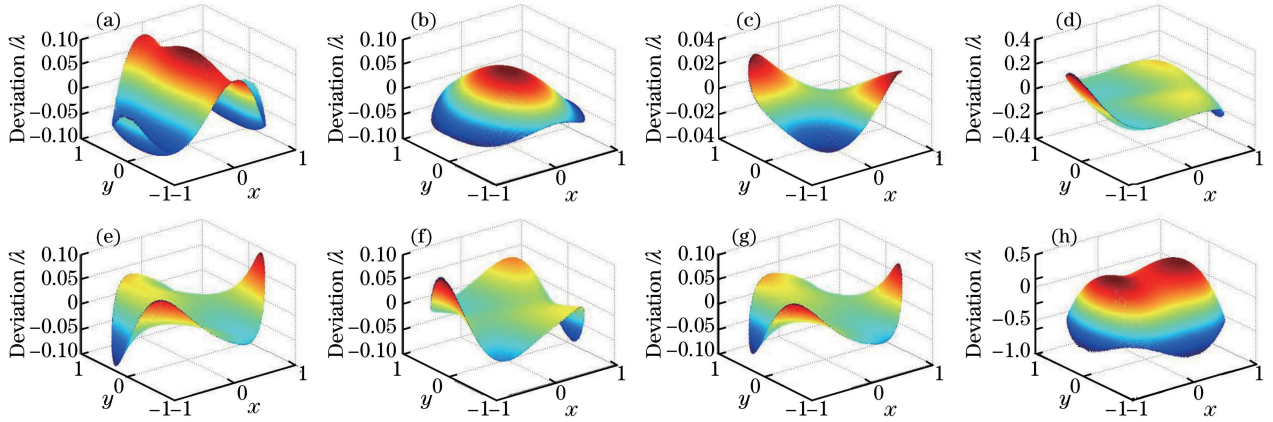 (a)
Deviation /λ
0.10
0.05
0
−0.05
−0.10
1
0
−1
y
−1
0
1
x
(b)
Deviation /λ
0.10
0.05
0
−0.05
−0.10
1
0
−1
y
−1
0
1
x
(c)
Deviation /λ
0.04
0.02
0
−0.02
−0.04
1
0
−1
y
−1
0
1
x
(d)
Deviation /λ
0.4
0.2
0
−0.2
−0.4
1
0
−1
y
−1
0
1
x
(e)
Deviation /λ
0.10
0.05
0
−0.05
−0.10
1
0
−1
y
−1
0
1
x
(f)
Deviation /λ
0.10
0.05
0
−0.05
−0.10
1
0
−1
y
−1
0
1
x
(g)
Deviation /λ
0.10
0.05
0
−0.05
−0.10
1
0
−1
y
−1
0
1
x
(h)
Deviation /λ
0.5
0
−0.5
−1.0
1
0
−1
y
−1
0
1
x